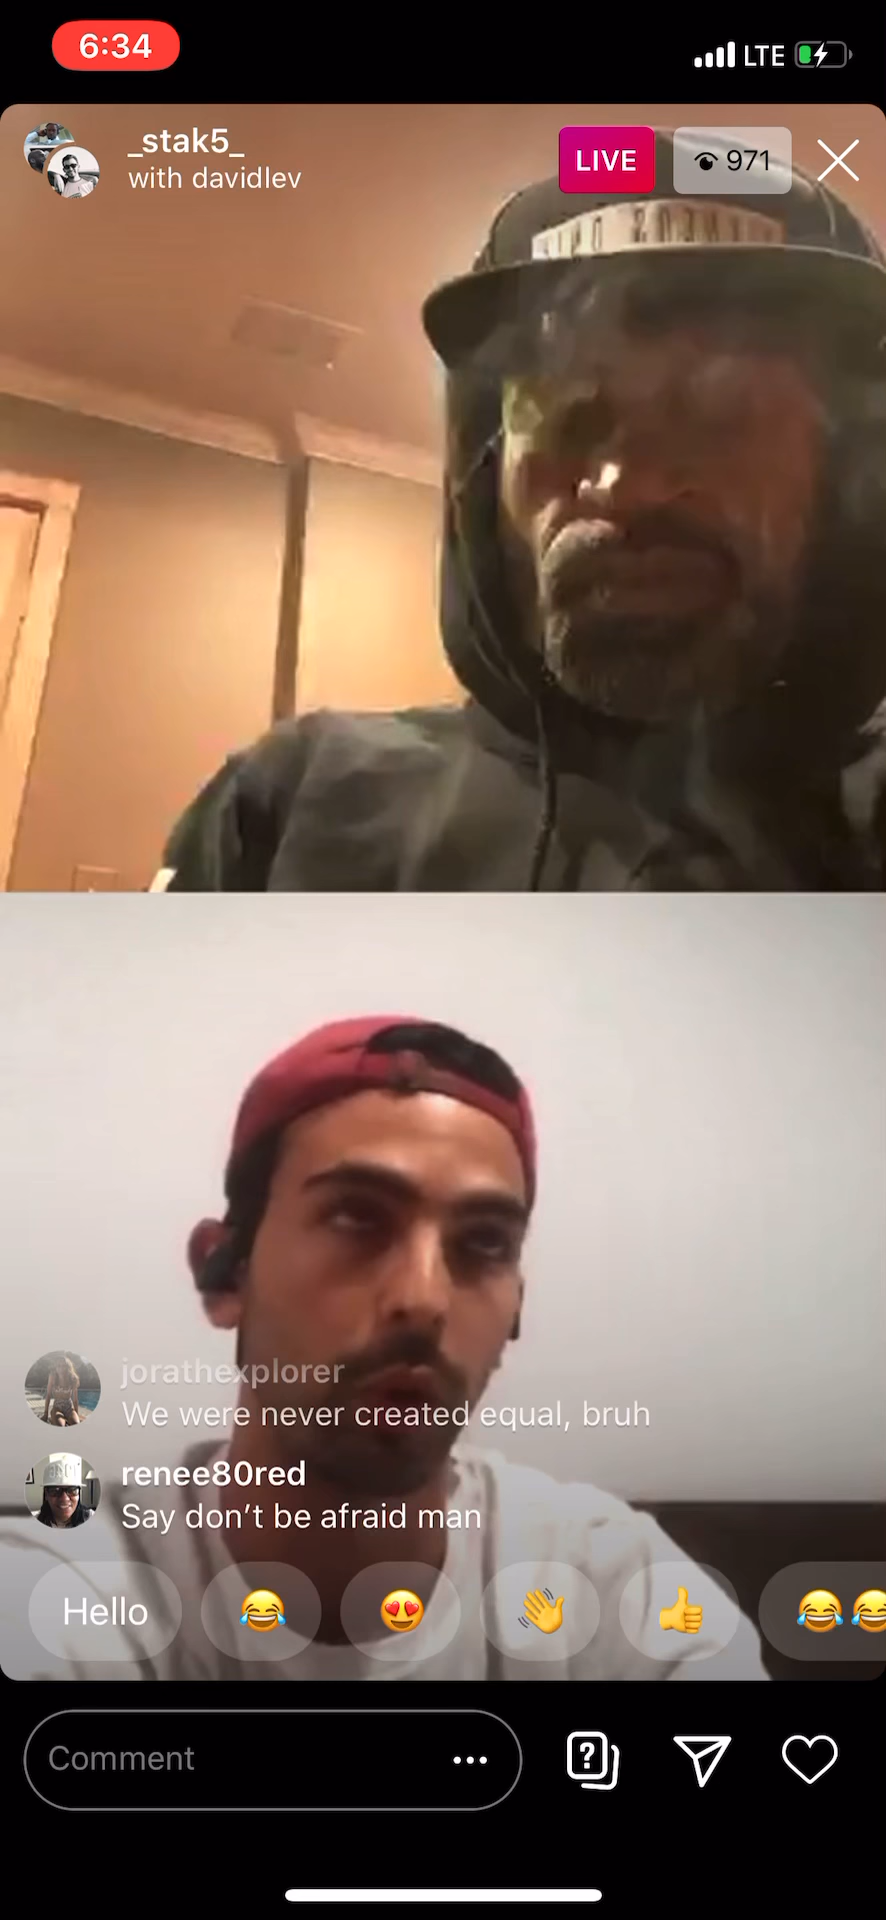 6:34
LTE
_stak5_
with davidlev
LIVE
971
jorathexplorer
We were never created equal, bruh
renee80red
Say don’t be afraid man
Hello
Comment